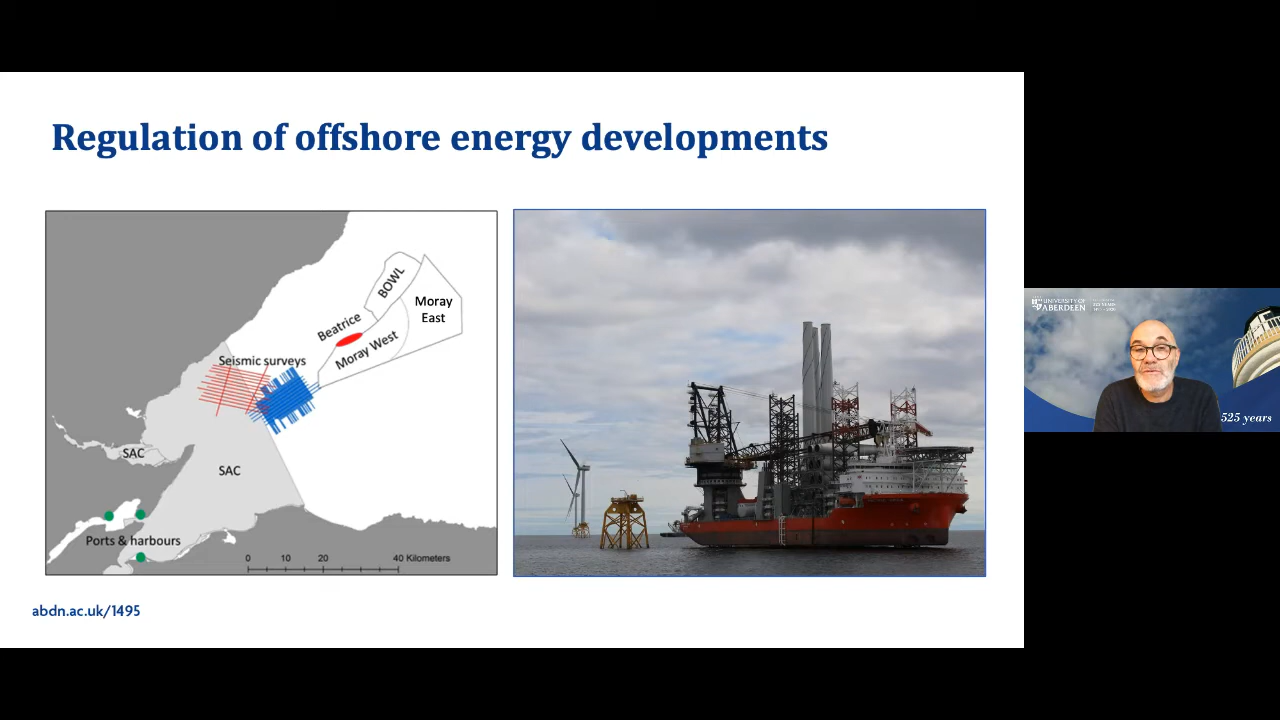 Regulation of offshore energy developments
BOWL
Moray
East
Beatrice
Moray West
Seismic surveys
SAC
SAC
Ports & harbours
0 10 20 40 Kilometers
abdn.ac.uk/1495
UNIVERSITY OF
ABERDEEN
525 years